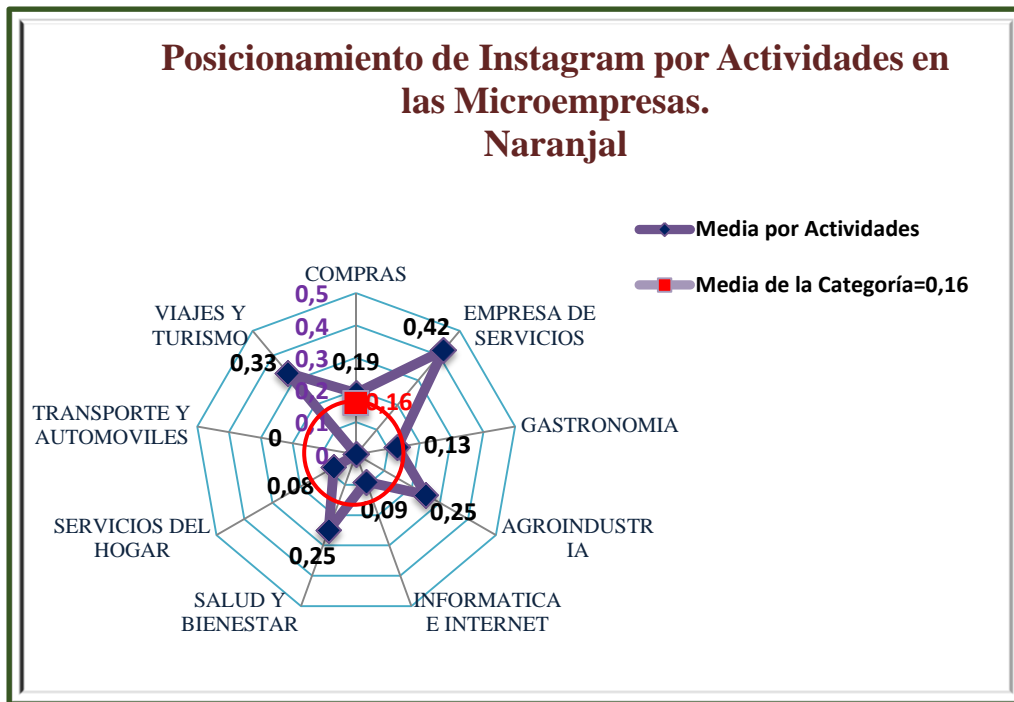 Posicionamiento de Instagram por Actividades en
las Microempresas.
Naranjal
Media por Actividades
Media de la Categoría=0,16
COMPRAS
EMPRESA DE
SERVICIOS
GASTRONOMIA
AGROINDUSTR
IA
INFORMATICA
E INTERNET
SALUD Y
BIENESTAR
SERVICIOS DEL
HOGAR
TRANSPORTE Y
AUTOMOVILES
VIAJES Y
TURISMO
0,5
0,4
0,3
0,2
0,1
0
0,19
0,42
0,13
0,25
0,09
0,25
0,08
0
0,33
0,16